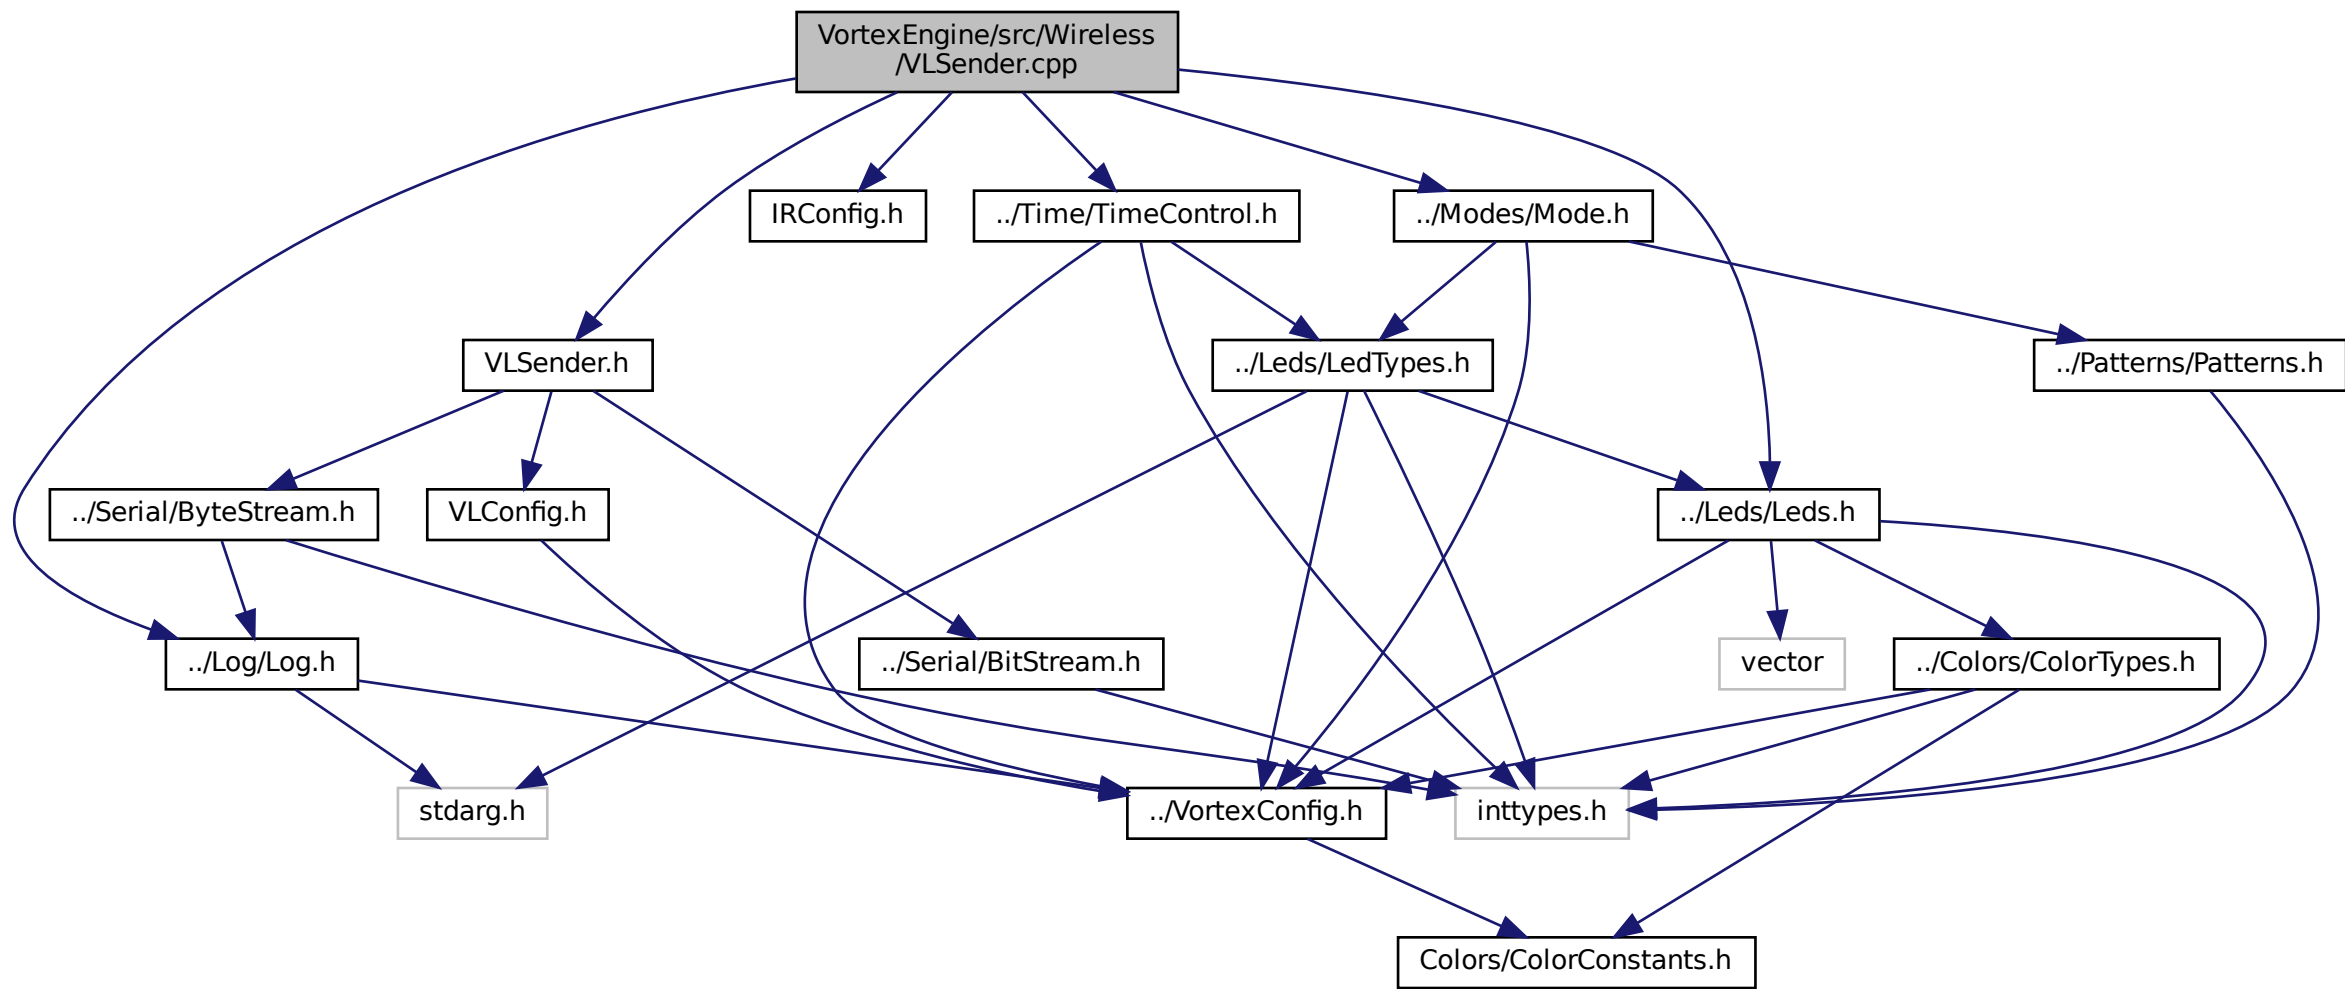 VortexEngine/src/Wireless
/VLSender.cpp
IRConfig.h
../Time/TimeControl.h
../Modes/Mode.h
VLSender.h
../Leds/LedTypes.h
../Patterns/Patterns.h
../Serial/ByteStream.h
VLConfig.h
../Leds/Leds.h
../Log/Log.h
../Serial/BitStream.h
vector
../Colors/ColorTypes.h
stdarg.h
../VortexConfig.h
inttypes.h
Colors/ColorConstants.h